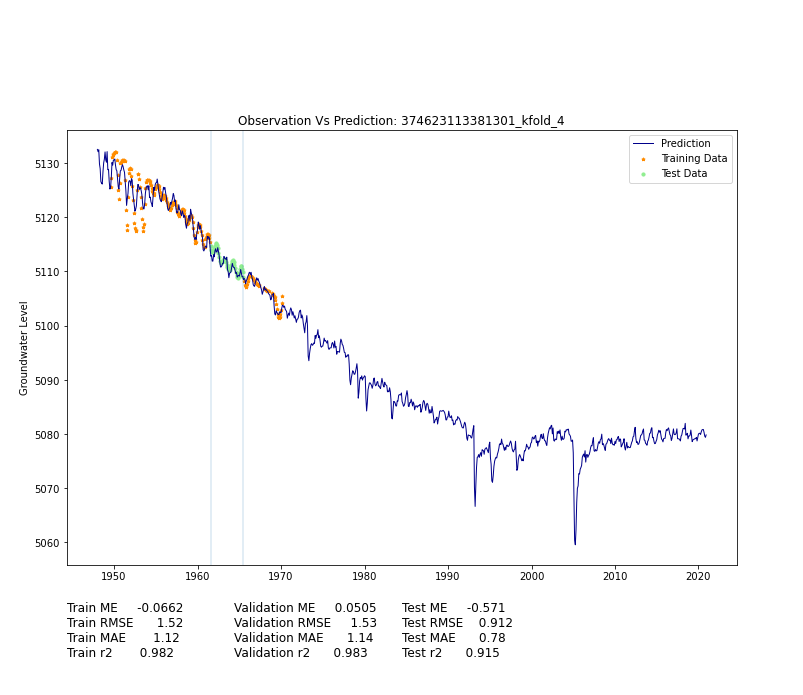 Observation Vs Prediction: 374623113381301_kfold_4
Prediction
Training Data
Test Data
5130
5120
5110
5100
5090
5080
5070
5060
Groundwater Level
1950 1960 1970 1980 1990 2000 2010 2020
Train ME -0.0662 Validation ME 0.0505 Test ME -0.571
Train RMSE 1.52 Validation RMSE 1.53 Test RMSE 0.912
Train MAE 1.12 Validation MAE 1.14 Test MAE 0.78
Train r2 0.982 Validation r2 0.983 Test r2 0.915